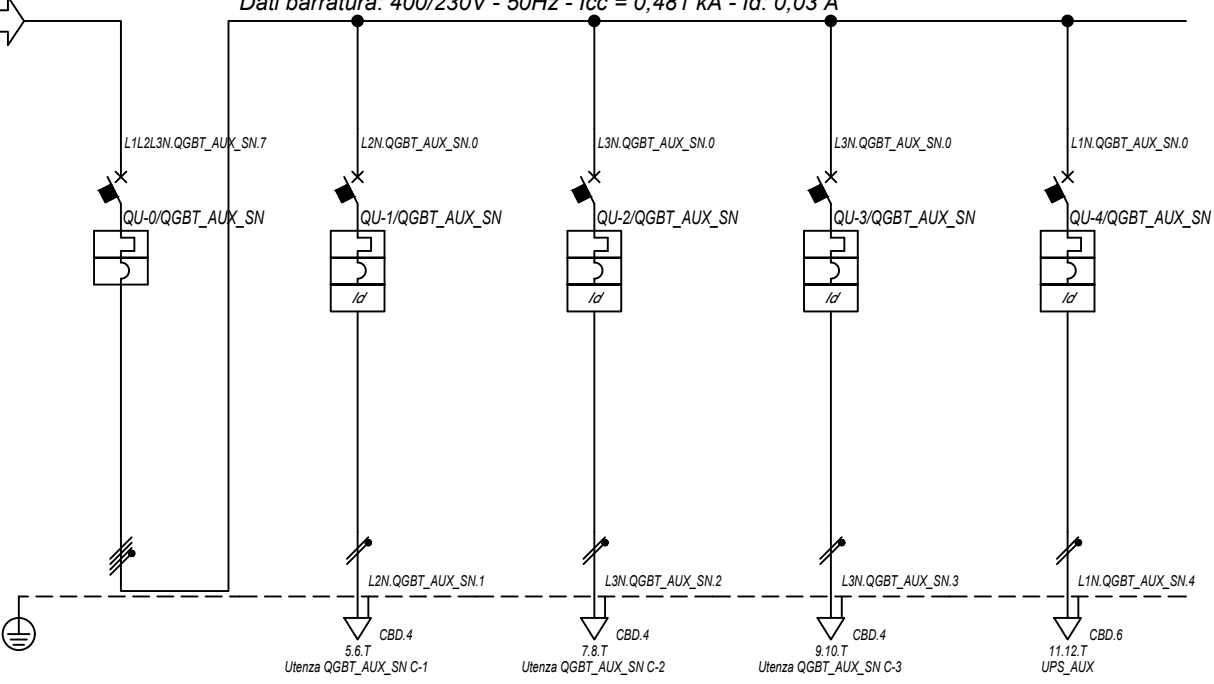 Dati barratura: 400/230V - 50Hz - Icc = 0,481 kA - Id: 0,03 A
L1L2L3N.QGBT_AUX_SN.7
L2N.QGBT_AUX_SN.0
L3N.QGBT_AUX_SN.0
L3N.QGBT_AUX_SN.0
L1N.QGBT_AUX_SN.0
QU-0/QGBT_AUX_SN
QU-1/QGBT_AUX_SN
QU-2/QGBT_AUX_SN
QU-3/QGBT_AUX_SN
QU-4/QGBT_AUX_SN
Id
Id
Id
Id
L2N.QGBT_AUX_SN.1
L3N.QGBT_AUX_SN.2
L3N.QGBT_AUX_SN.3
L1N.QGBT_AUX_SN.4
CBD.4
CBD.4
CBD.4
CBD.6
5.6.T
7.8.T
9.10.T
11.12.T
Utenza QGBT_AUX_SN C-1
Utenza QGBT_AUX_SN C-2
Utenza QGBT_AUX_SN C-3
UPS_AUX